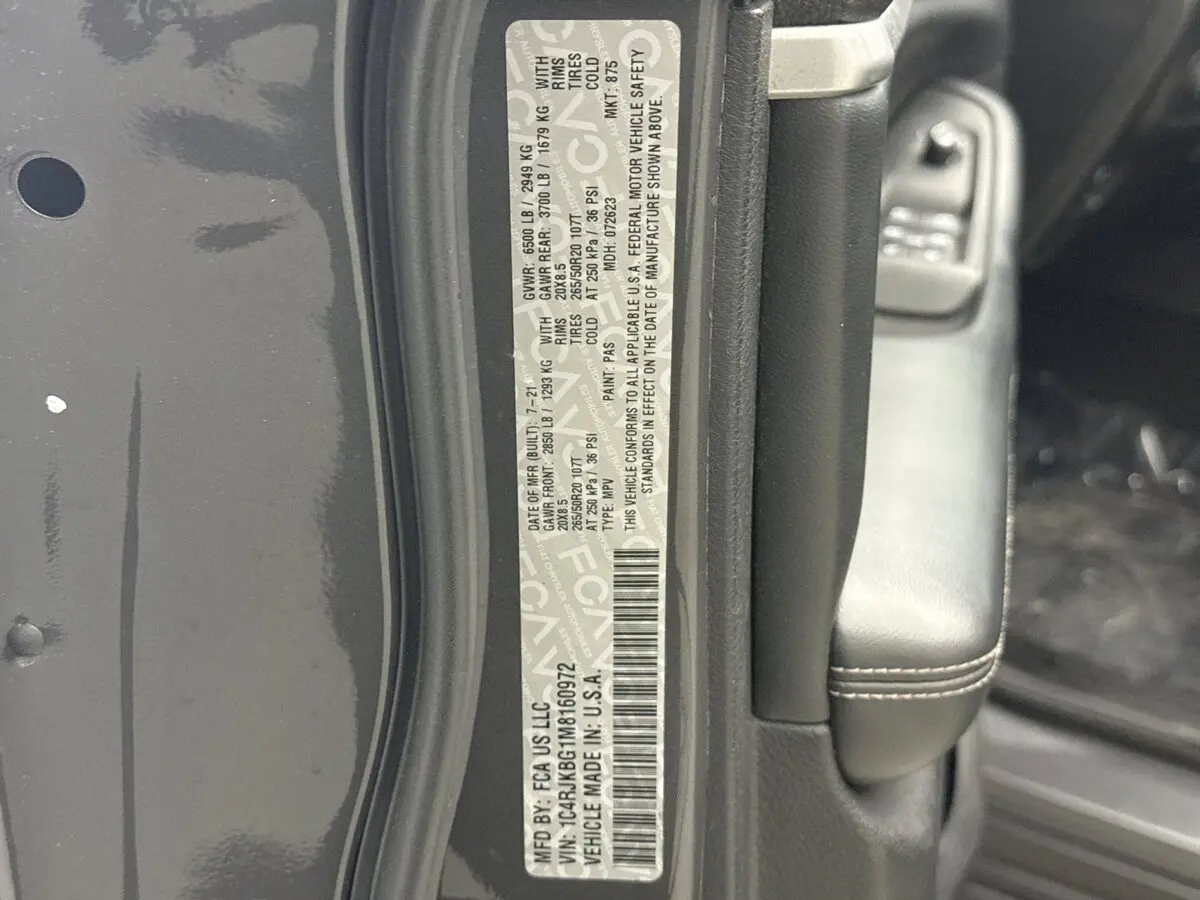 MFD BY: FCA US LLC
VIN: 1C4RJKBG1M8160972
VEHICLE MADE IN: U.S.A.
DATE OF MFR (BUILT): 7-21 GVWR: 6500 LB / 2949 KG
GAWR FRONT: 2850 LB / 1293 KG WITH GAWR REAR: 3700 LB / 1679 KG WITH
20X8.5 RIMS 20X8.5 RIMS
265/50R20 107T TIRES 265/50R20 107T TIRES
AT 250 kPa / 36 PSI COLD AT 250 kPa / 36 PSI COLD
TYPE: MPV PAINT: PAS MDH: 072623 MKT: 875
THIS VEHICLE CONFORMS TO ALL APPLICABLE U.S.A. FEDERAL MOTOR VEHICLE SAFETY
STANDARDS IN EFFECT ON THE DATE OF MANUFACTURE SHOWN ABOVE.